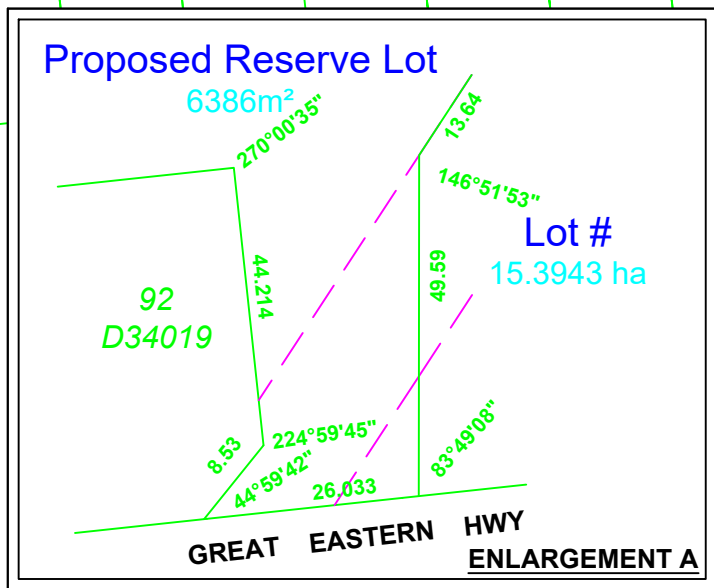 Proposed Reserve Lot
6386m²
270°00'35"
13.64
146°51'53"
Lot #
15.3943 ha
44.214
49.59
92
D34019
8.53
224°59'45"
44°59'42"
26.033
83°49'08"
GREAT EASTERN HWY
ENLARGEMENT A